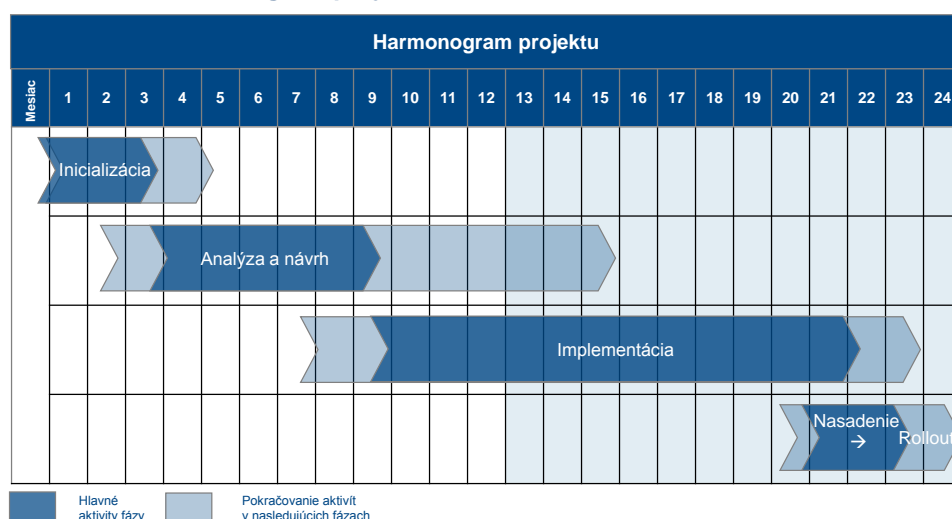 Harmonogram projektu
Mesiac 1 2 3 4 5 6 7 8 9 10 11 12 13 14 15 16 17 18 19 20 21 22 23 24
Inicializácia
Analýza a návrh
Implementácia
Nasadenie
→ Rollout
Hlavné
aktivity fázy
Pokračovanie aktivít
v nasledujúcich fázach